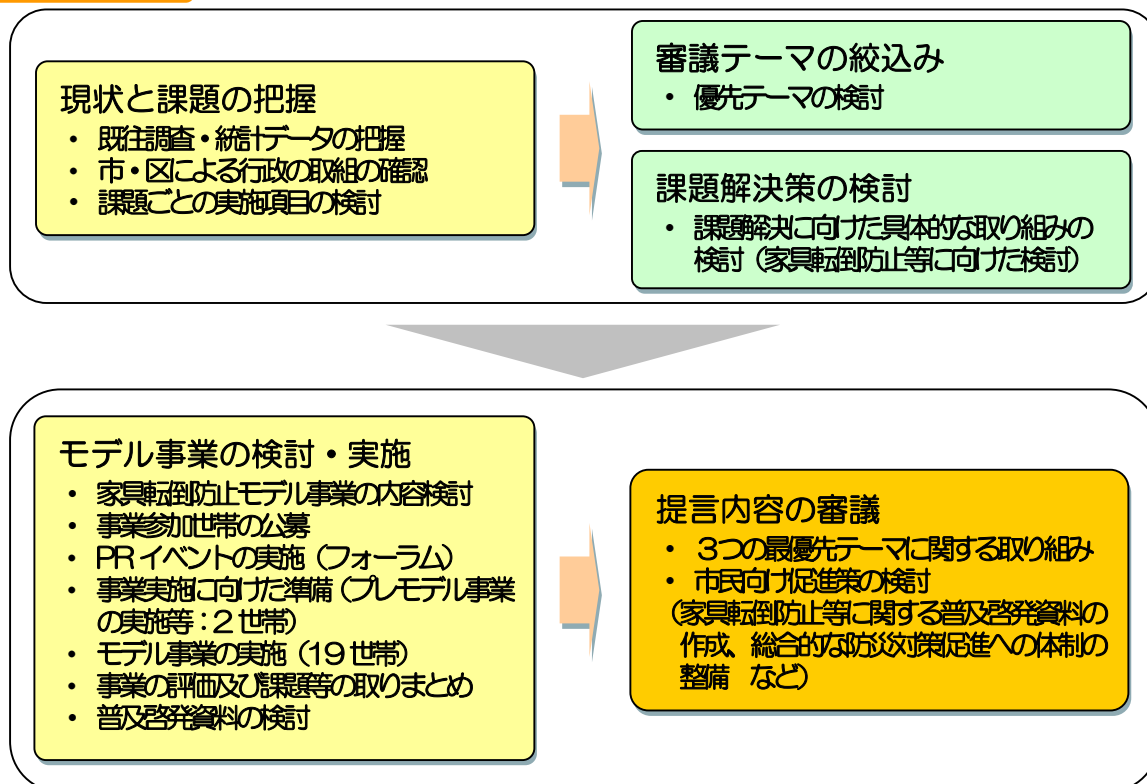 現状と課題の把握
・ 既往調査・統計データの把握
・ 市・区による行政の取組の確認
・ 課題ごとの実施項目の検討
審議テーマの絞込み
・ 優先テーマの検討
課題解決策の検討
・ 課題解決に向けた具体的な取り組みの
検討（家具転倒防止等に向けた検討）
モデル事業の検討・実施
・ 家具転倒防止モデル事業の内容検討
・ 事業参加世帯の公募
・ PRイベントの実施（フォーラム）
・ 事業実施に向けた準備（プレモデル事業
の実施等：2世帯）
・ モデル事業の実施（19世帯）
・ 事業の評価及び課題等の取りまとめ
・ 普及啓発資料の検討
提言内容の審議
・ 3つの最優先テーマに関する取り組み
・ 市民向け促進策の検討
（家具転倒防止等に関する普及啓発資料の
作成、総合的な防災対策促進への体制の
整備 など）